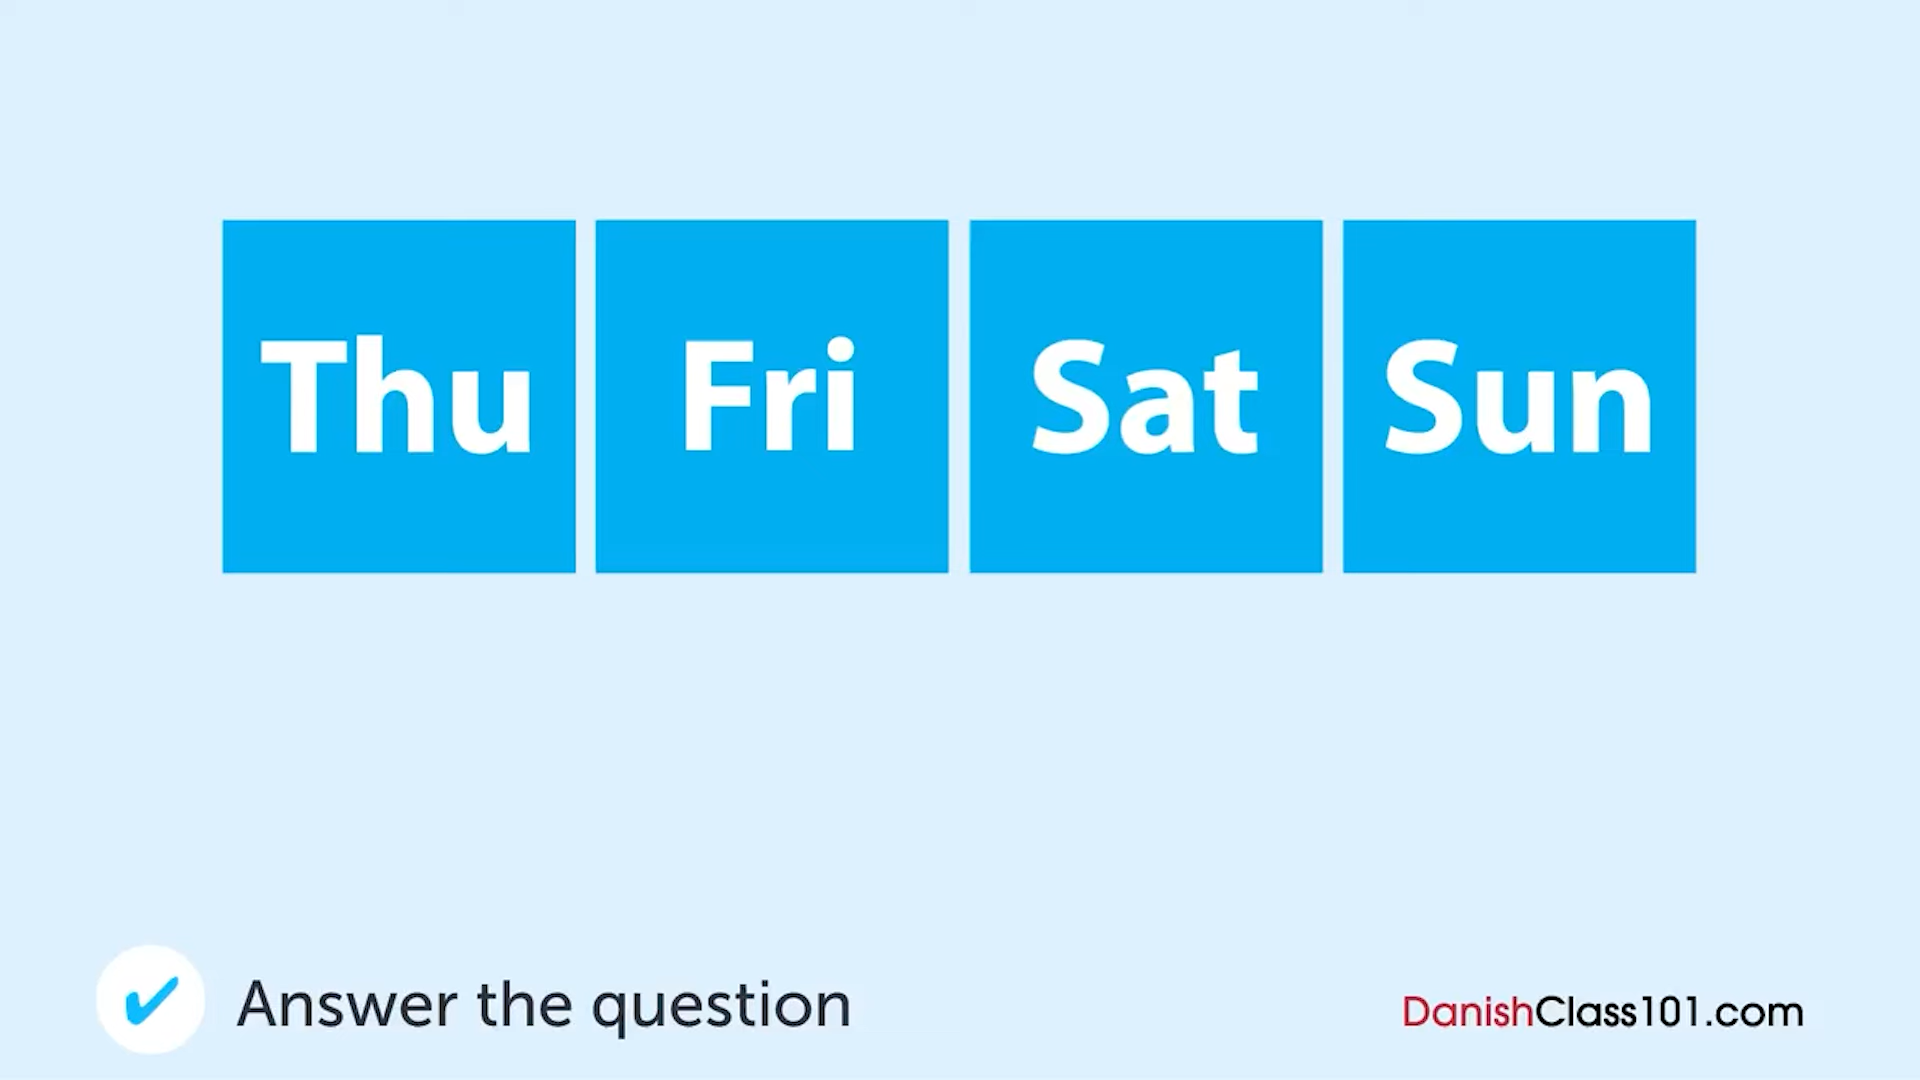 Thu Fri Sat Sun
Answer the question
DanishClass101.com